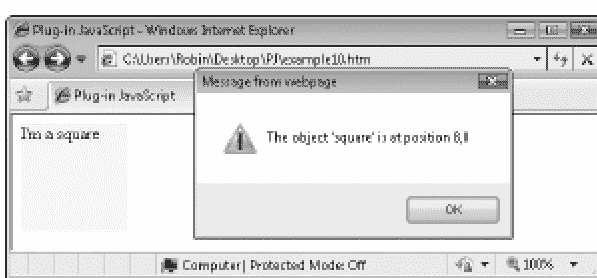 Plug-in JavaScript - Windows Internet Explorer
C:\Users\Robin\Desktop\PJ\example10.htm
Plug-in JavaScript
Message from webpage
I'm a square
The object 'square' is at position 8,8
OK
Computer | Protected Mode: Off
100%